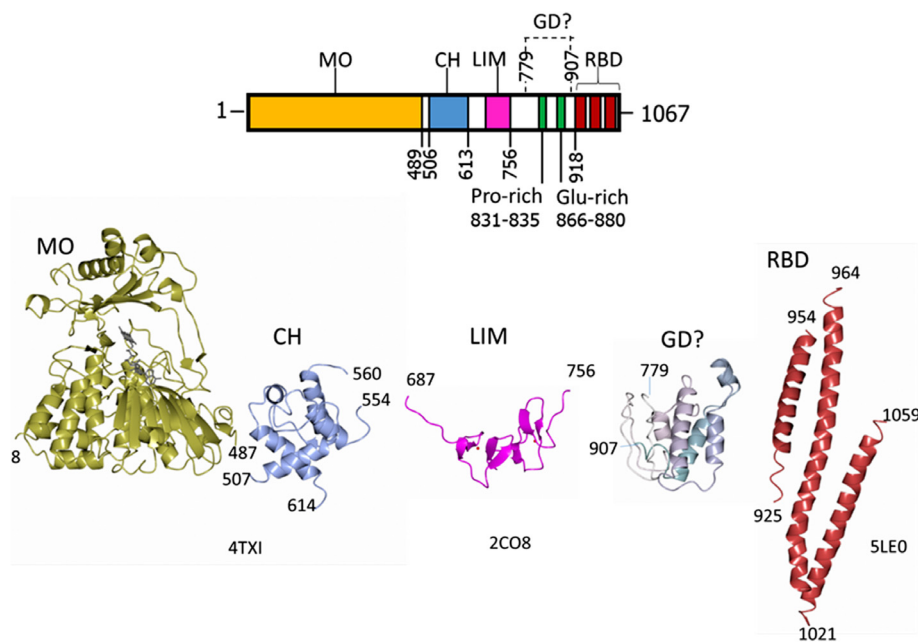 GD?
779
907
MO
CH
LIM
RBD
1
1067
489
506
613
756
918
Pro-rich
831-835
Glu-rich
866-880
MO
CH
LIM
GD?
RBD
964
954
560
554
687
756
779
1059
8
487
507
614
907
925
4TXI
2CO8
5LE0
1021